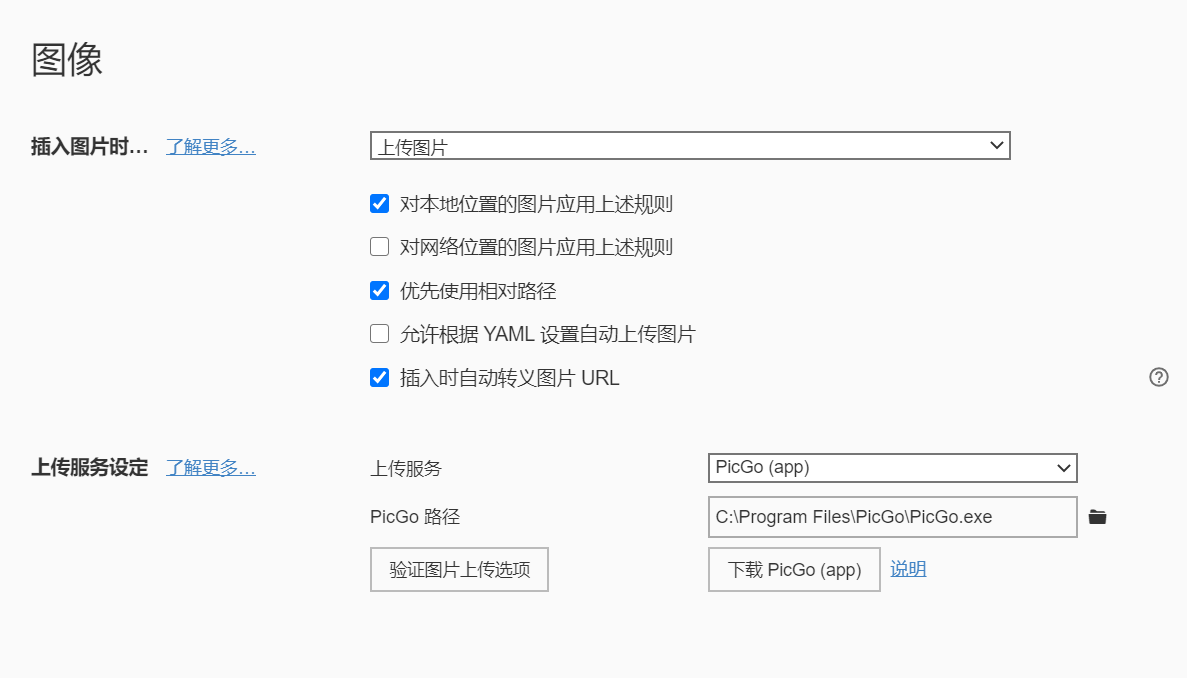 图像
插入图片时… 了解更多… 上传图片
对本地位置的图片应用上述规则
对网络位置的图片应用上述规则
优先使用相对路径
允许根据 YAML 设置自动上传图片
插入时自动转义图片 URL
上传服务设定 了解更多… 上传服务 PicGo (app)
PicGo 路径 C:\Program Files\PicGo\PicGo.exe
验证图片上传选项 下载 PicGo (app) 说明